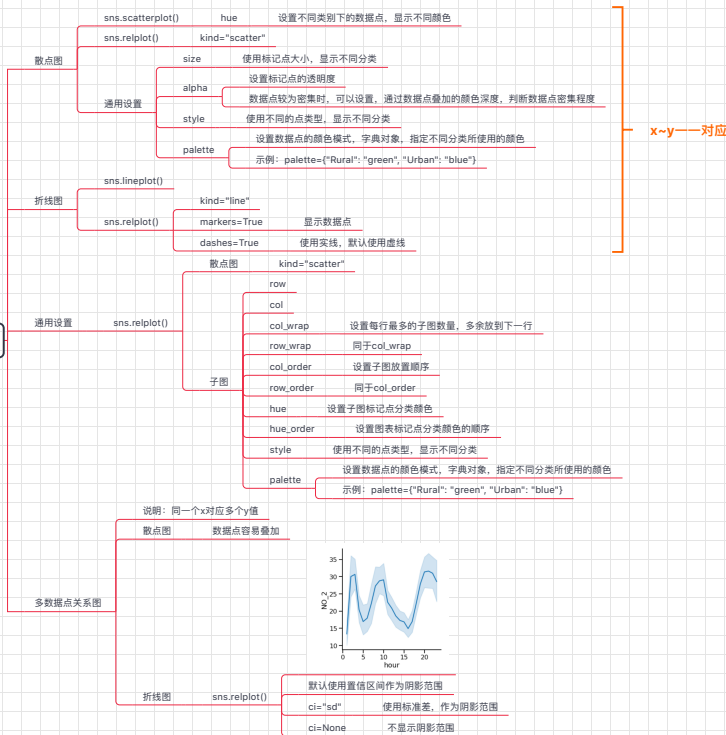 sns.scatterplot() hue 设置不同类别下的数据点，显示不同颜色
sns.relplot() kind="scatter"
散点图
size 使用标记点大小，显示不同分类
设置标记点的透明度
alpha
数据点较为密集时，可以设置，通过数据点叠加的颜色深度，判断数据点密集程度
通用设置
style 使用不同的点类型，显示不同分类
x~y一一对应
设置数据点的颜色模式，字典对象，指定不同分类所使用的颜色
palette
示例：palette={"Rural": "green", "Urban": "blue"}
sns.lineplot()
折线图
kind="line"
sns.relplot() markers=True 显示数据点
dashes=True 使用实线，默认使用虚线
散点图 kind="scatter"
row
col
通用设置 sns.relplot()
col_wrap 设置每行最多的子图数量，多余放到下一行
row_wrap 同于col_wrap
col_order 设置子图放置顺序
子图
row_order 同于col_order
hue 设置子图标记点分类颜色
hue_order 设置图表标记点分类颜色的顺序
style 使用不同的点类型，显示不同分类
设置数据点的颜色模式，字典对象，指定不同分类所使用的颜色
palette
示例：palette={"Rural": "green", "Urban": "blue"}
说明：同一个x对应多个y值
散点图 数据点容易叠加
多数据点关系图
35
30
25
20
15
10
NO_2
0 5 10 15 20
hour
默认使用置信区间作为阴影范围
折线图 sns.relplot()
ci="sd" 使用标准差，作为阴影范围
ci=None 不显示阴影范围